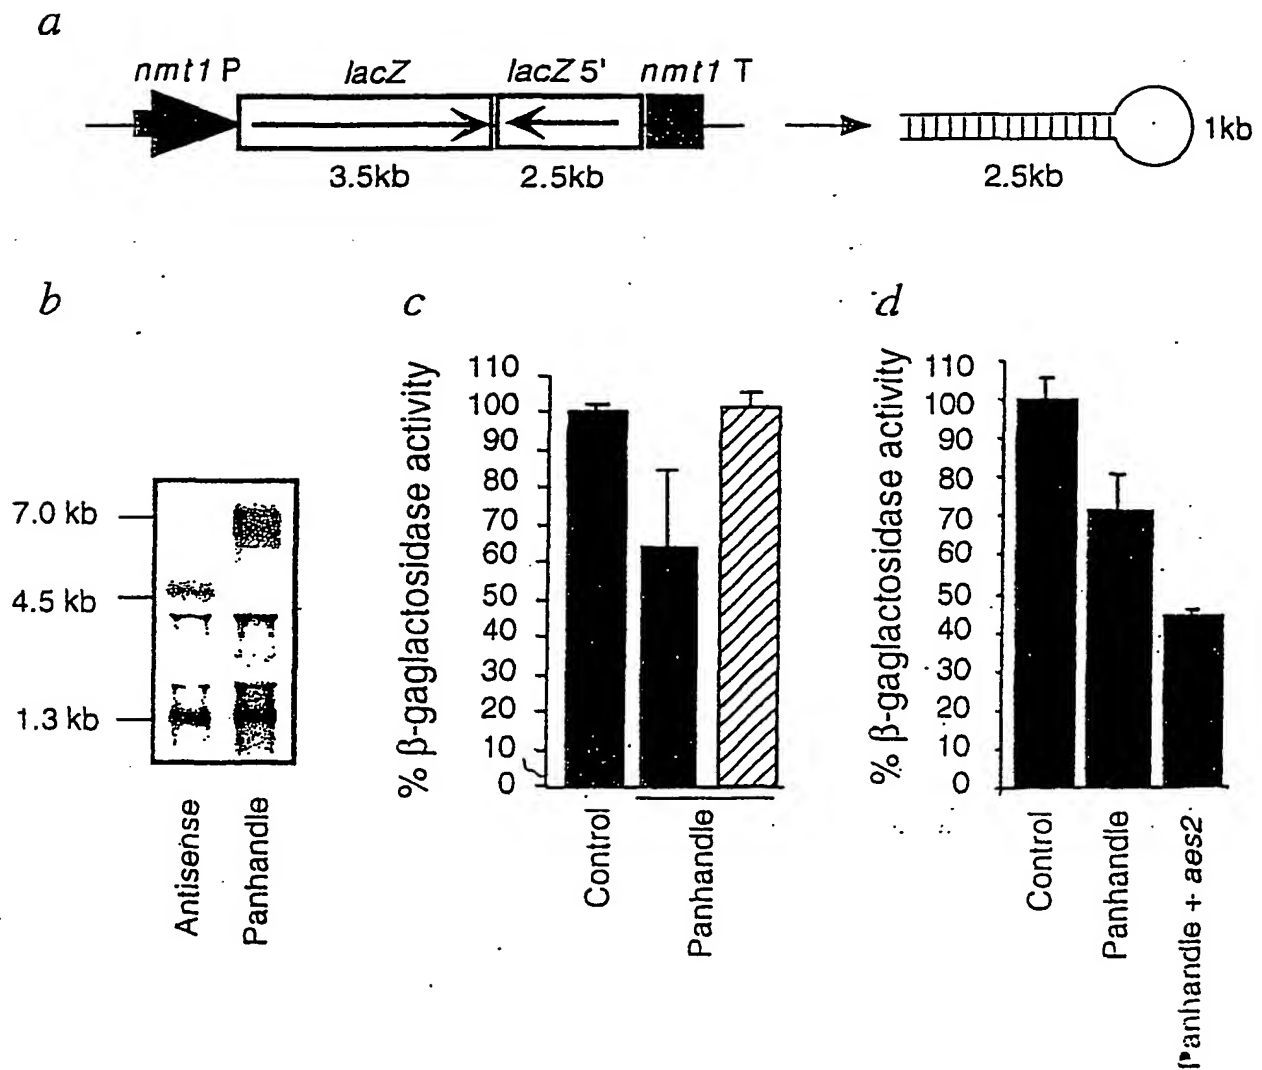 a
nmt1 P lacZ lacZ 5' nmt1 T
3.5kb 2.5kb
1kb
2.5kb
b
7.0 kb
4.5 kb
1.3 kb
Antisense
Panhandle
c
% β-gaglactosidase activity
110
100
90
80
70
60
50
40
30
20
10
0
Control
Panhandle
d
% β-gaglactosidase activity
110
100
90
80
70
60
50
40
30
20
10
0
Control
Panhandle
Panhandle + aes2